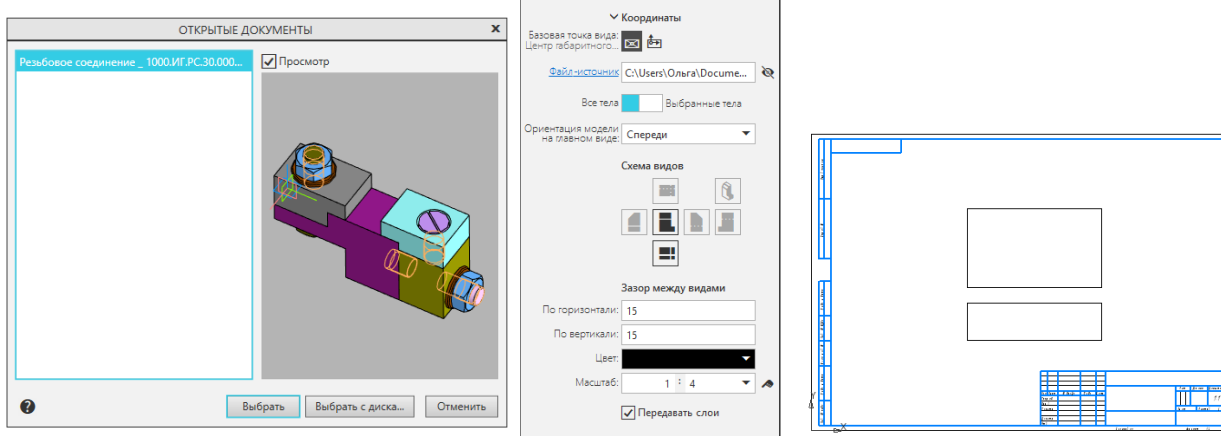 ОТКРЫТЫЕ ДОКУМЕНТЫ
Резьбовое соединение _ 1000.ИГ.РС.30.000...
Просмотр
Выбрать
Выбрать с диска...
Отменить
Координаты
Базовая точка вида:
Центр габаритного...
Файл-источник
C:\Users\Ольга\Docume...
Все тела
Выбранные тела
Ориентация модели
на главном виде:
Спереди
Схема видов
Зазор между видами
По горизонтали: 15
По вертикали: 15
Цвет:
Масштаб: 1 : 4
Передавать слои
Y
X